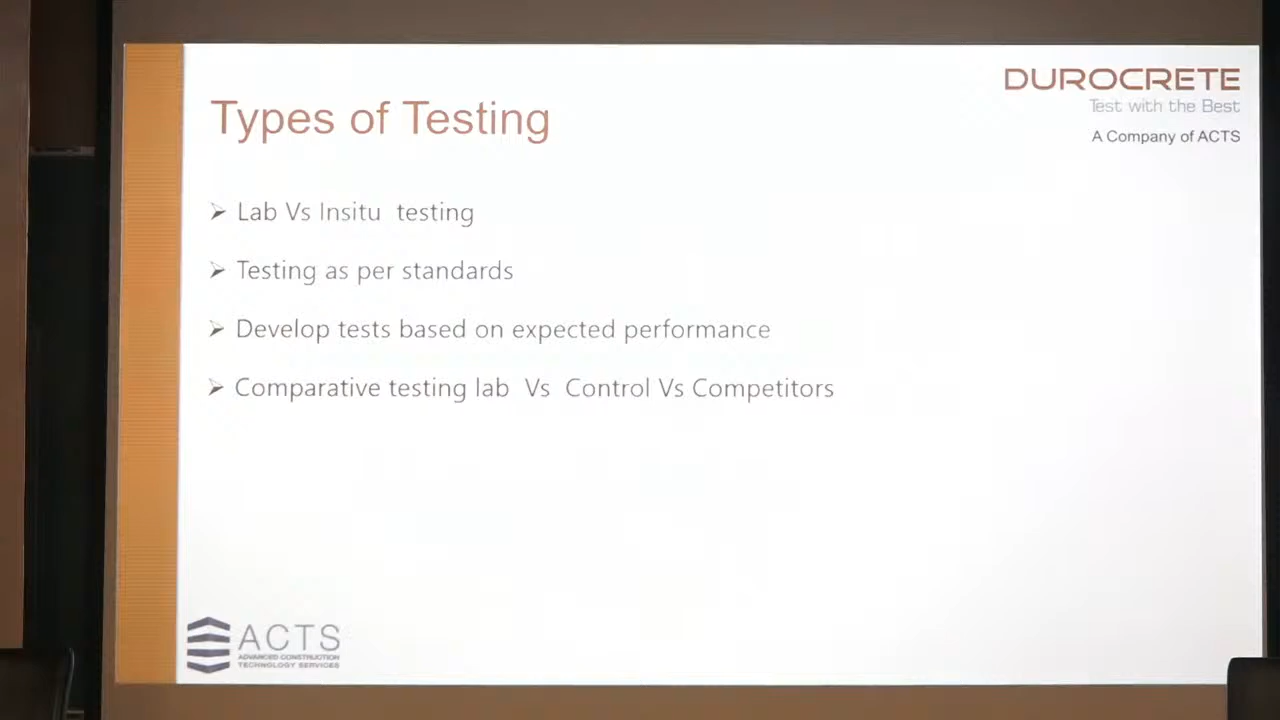 DUROCRETE
Test with the Best
A Company of ACTS
Types of Testing
Lab Vs Insitu testing
Testing as per standards
Develop tests based on expected performance
Comparative testing lab Vs Control Vs Competitors
ACTS
ADVANCED CONSTRUCTION
TECHNOLOGY SERVICES